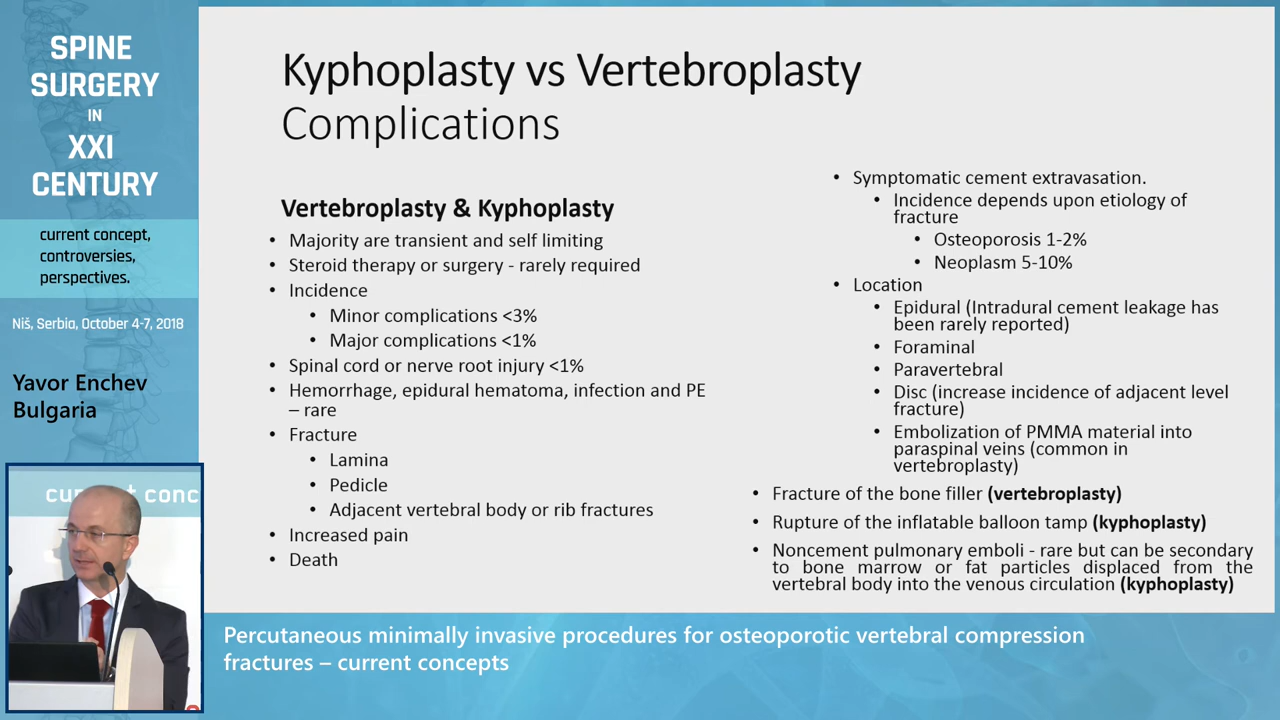 SPINE
SURGERY
IN
XXI
CENTURY
current concept,
controversies,
perspectives.
Niš, Serbia, October 4-7, 2018
Yavor Enchev
Bulgaria
Kyphoplasty vs Vertebroplasty
Complications
Vertebroplasty & Kyphoplasty
• Majority are transient and self limiting
• Steroid therapy or surgery - rarely required
• Incidence
• Minor complications <3%
• Major complications <1%
• Spinal cord or nerve root injury <1%
• Hemorrhage, epidural hematoma, infection and PE
– rare
• Fracture
• Lamina
• Pedicle
• Adjacent vertebral body or rib fractures
• Increased pain
• Death
• Symptomatic cement extravasation.
• Incidence depends upon etiology of
fracture
• Osteoporosis 1-2%
• Neoplasm 5-10%
• Location
• Epidural (Intradural cement leakage has
been rarely reported)
• Foraminal
• Paravertebral
• Disc (increase incidence of adjacent level
fracture)
• Embolization of PMMA material into
paraspinal veins (common in
vertebroplasty)
• Fracture of the bone filler (vertebroplasty)
• Rupture of the inflatable balloon tamp (kyphoplasty)
• Noncement pulmonary emboli - rare but can be secondary
to bone marrow or fat particles displaced from the
vertebral body into the venous circulation (kyphoplasty)
Percutaneous minimally invasive procedures for osteoporotic vertebral compression
fractures – current concepts